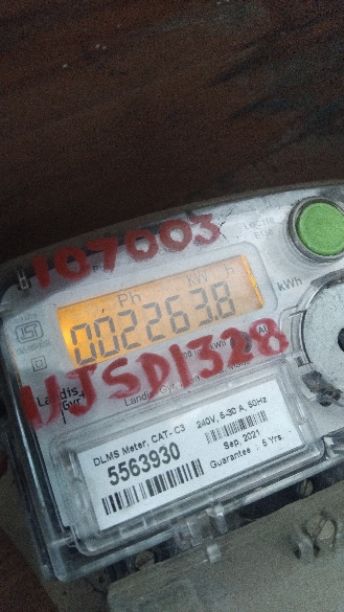 107003
Ph kW h
002263.8
kWh
Landis
Gyr
UJSD1328
DLMS Meter, CAT-C3 240V, 5-30 A, 50Hz
5563930
Sep, 2021
Guarantee : 5 Yrs.